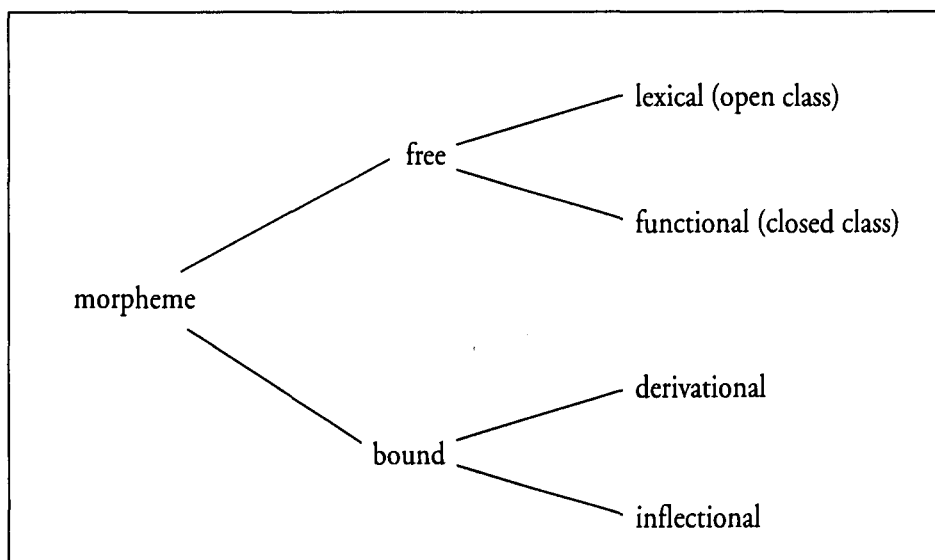 lexical (open class)
free
functional (closed class)
morpheme
derivational
bound
inflectional